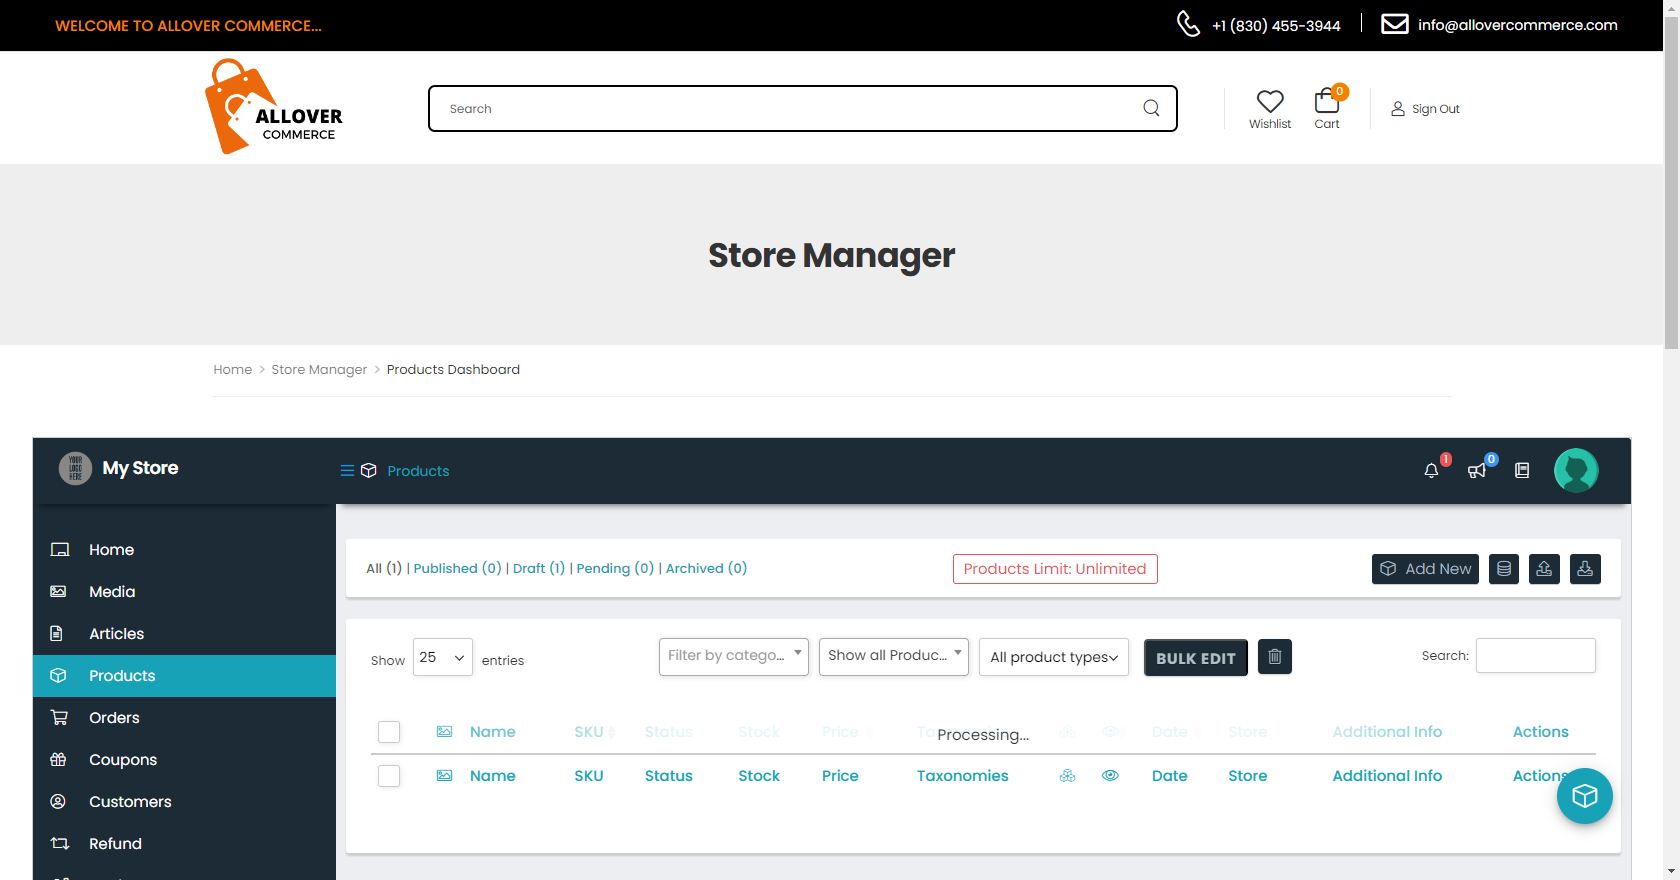 WELCOME TO ALLOVER COMMERCE...
+1 (830) 455-3944
info@allovercommerce.com
ALLOVER
COMMERCE
Search
Wishlist
0
Cart
Sign Out
Store Manager
Home > Store Manager > Products Dashboard
YOUR
LOGO
HERE
My Store
Products
1
0
Home
Media
Articles
Products
Orders
Coupons
Customers
Refund
All (1) | Published (0) | Draft (1) | Pending (0) | Archived (0)
Products Limit: Unlimited
Add New
Show 25 entries
Filter by catego...
Show all Produc...
All product types
BULK EDIT
Search:
Name SKU Status Stock Price Date Store Additional Info Actions
Processing...
Name SKU Status Stock Price Taxonomies Date Store Additional Info Actions